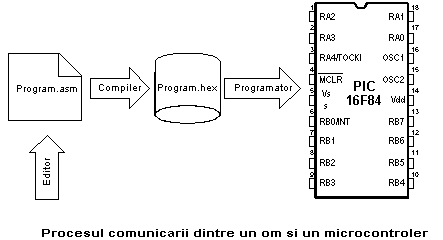 Editor
Program.asm
Compiler
Program.hex
Programator
PIC
16F84
1 RA2
2 RA3
3 RA4/TOCKI
4 MCLR
5 Vs
s
6 RB0/INT
7 RB1
8 RB2
9 RB3
RA1 18
RA0 17
OSC1 16
OSC2 15
Vdd 14
RB7 13
RB6 12
RB5 11
RB4 10
Procesul comunicarii dintre un om si un microcontroler